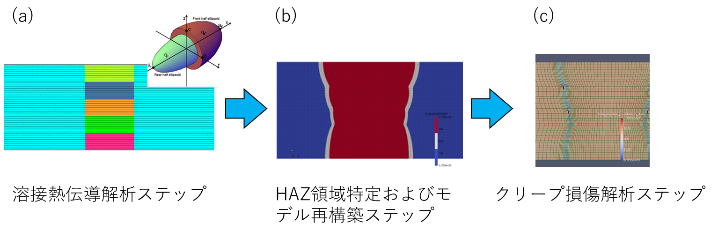 (a)
(b)
(c)
Front half ellipsoid
Rear half ellipsoid
溶接熱伝導解析ステップ
HAZ領域特定およびモ
デル再構築ステップ
クリープ損傷解析ステップ